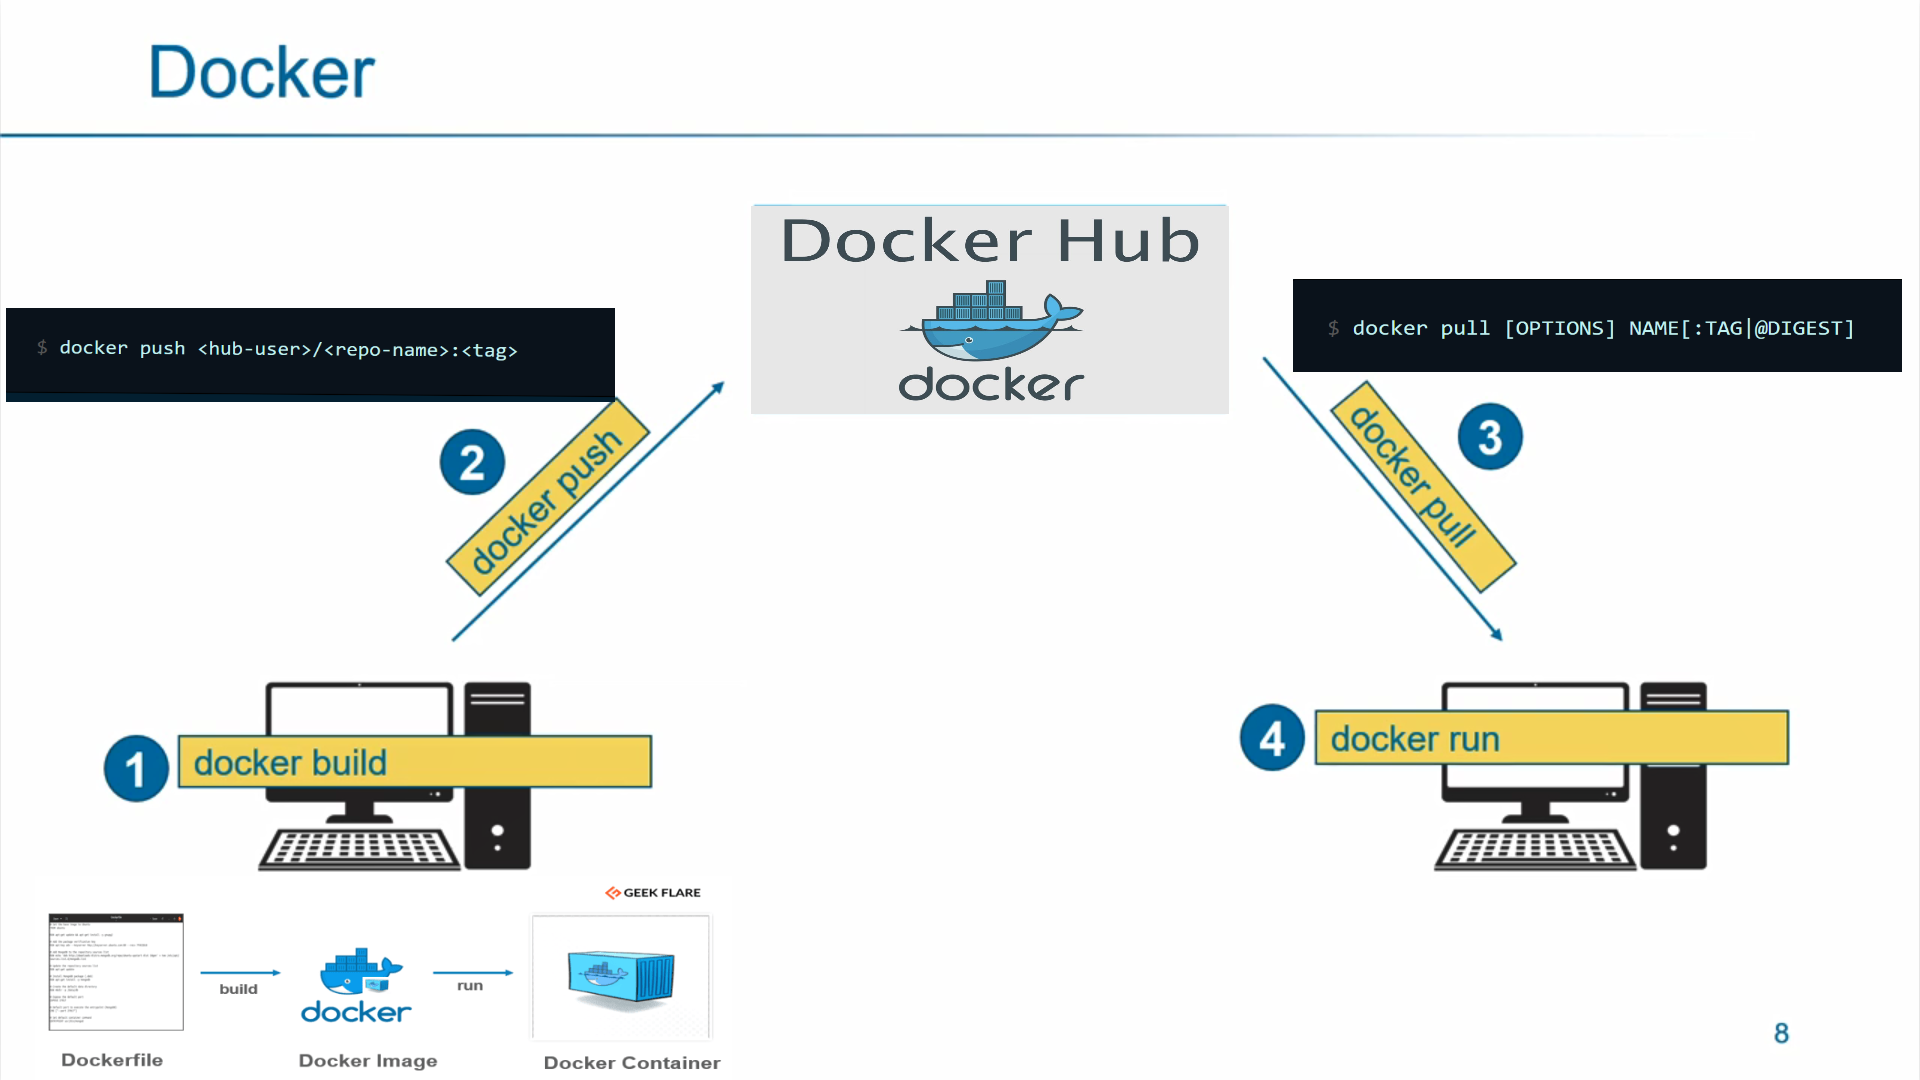 Docker
Docker Hub
docker
$ docker push <hub-user>/<repo-name>:<tag>
$ docker pull [OPTIONS] NAME[:TAG|@DIGEST]
2
docker push
3
docker pull
1
docker build
4
docker run
GEEK FLARE
build
docker
run
Dockerfile
Docker Image
Docker Container
8